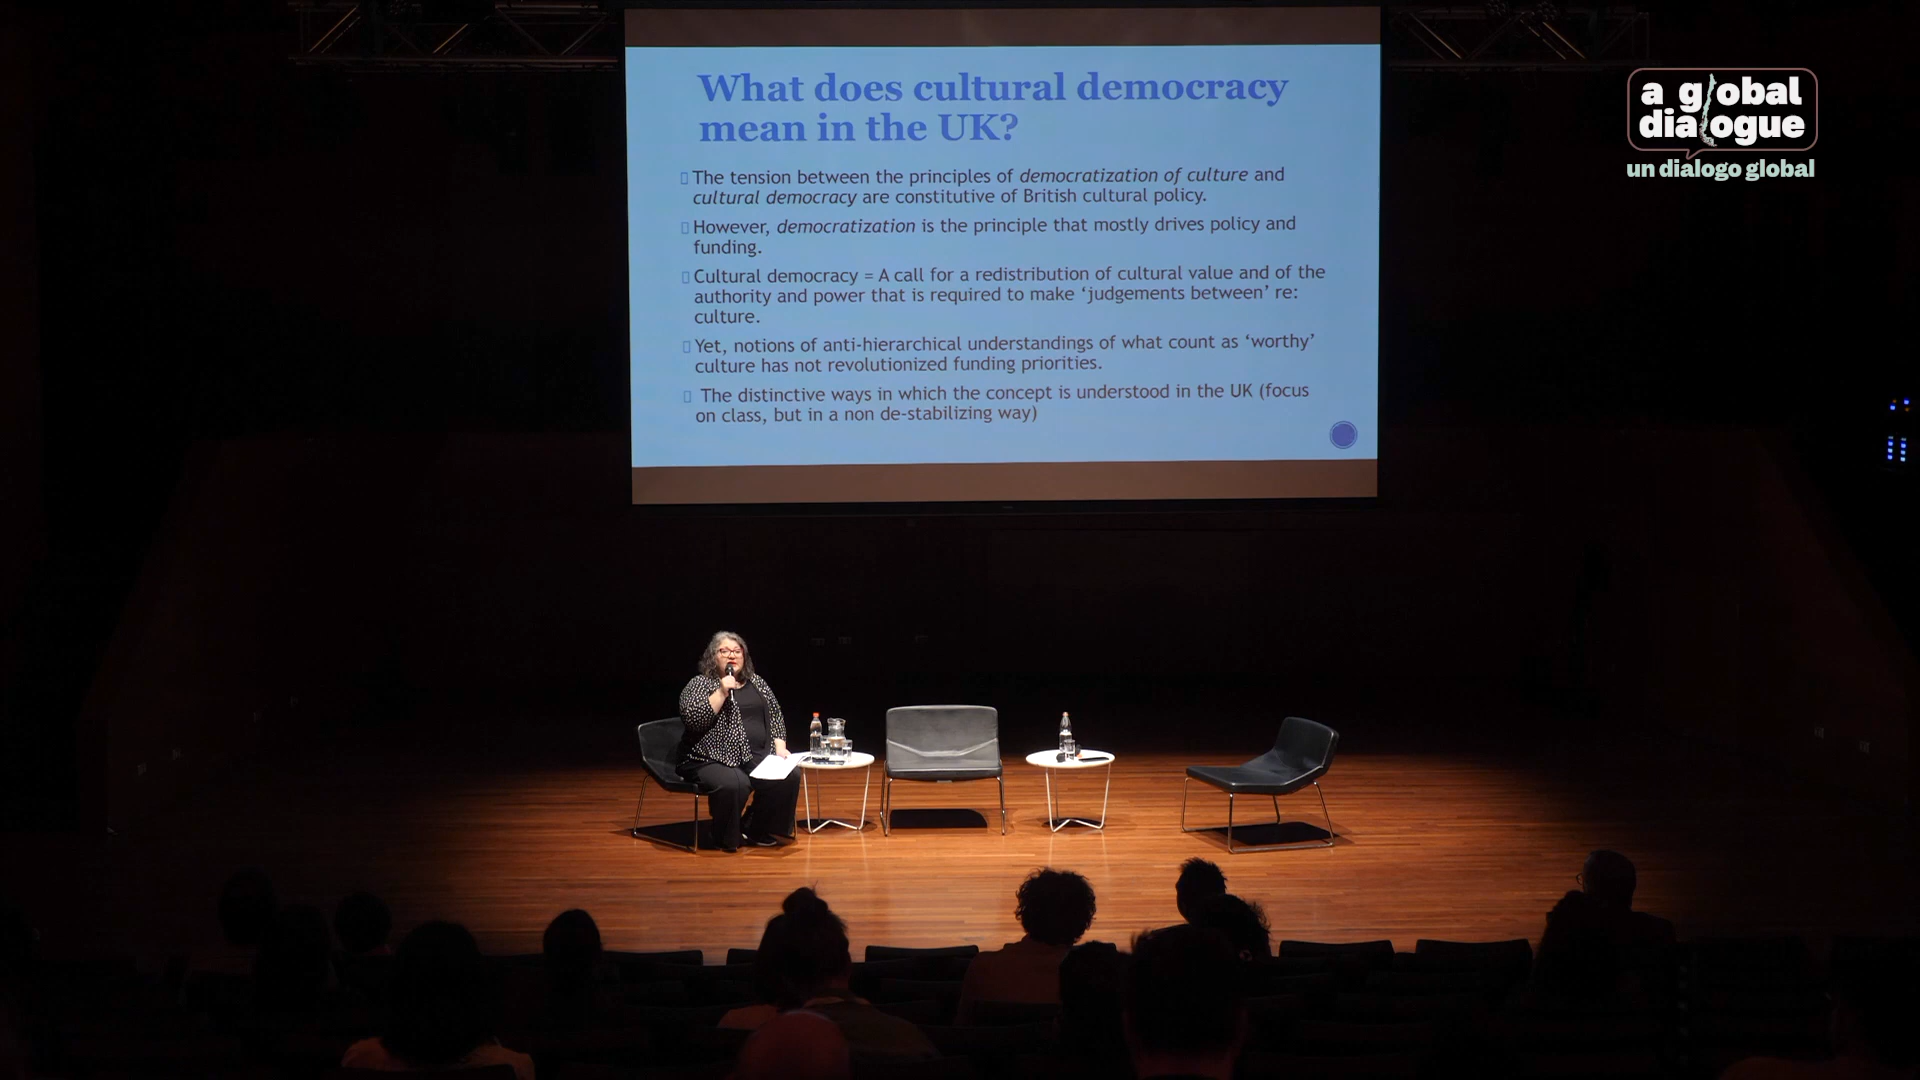 What does cultural democracy
mean in the UK?
The tension between the principles of democratization of culture and
cultural democracy are constitutive of British cultural policy.
However, democratization is the principle that mostly drives policy and
funding.
Cultural democracy = A call for a redistribution of cultural value and of the
authority and power that is required to make ‘judgements between’ re:
culture.
Yet, notions of anti-hierarchical understandings of what count as ‘worthy’
culture has not revolutionized funding priorities.
The distinctive ways in which the concept is understood in the UK (focus
on class, but in a non de-stabilizing way)
a global
dialogue
un dialogo global